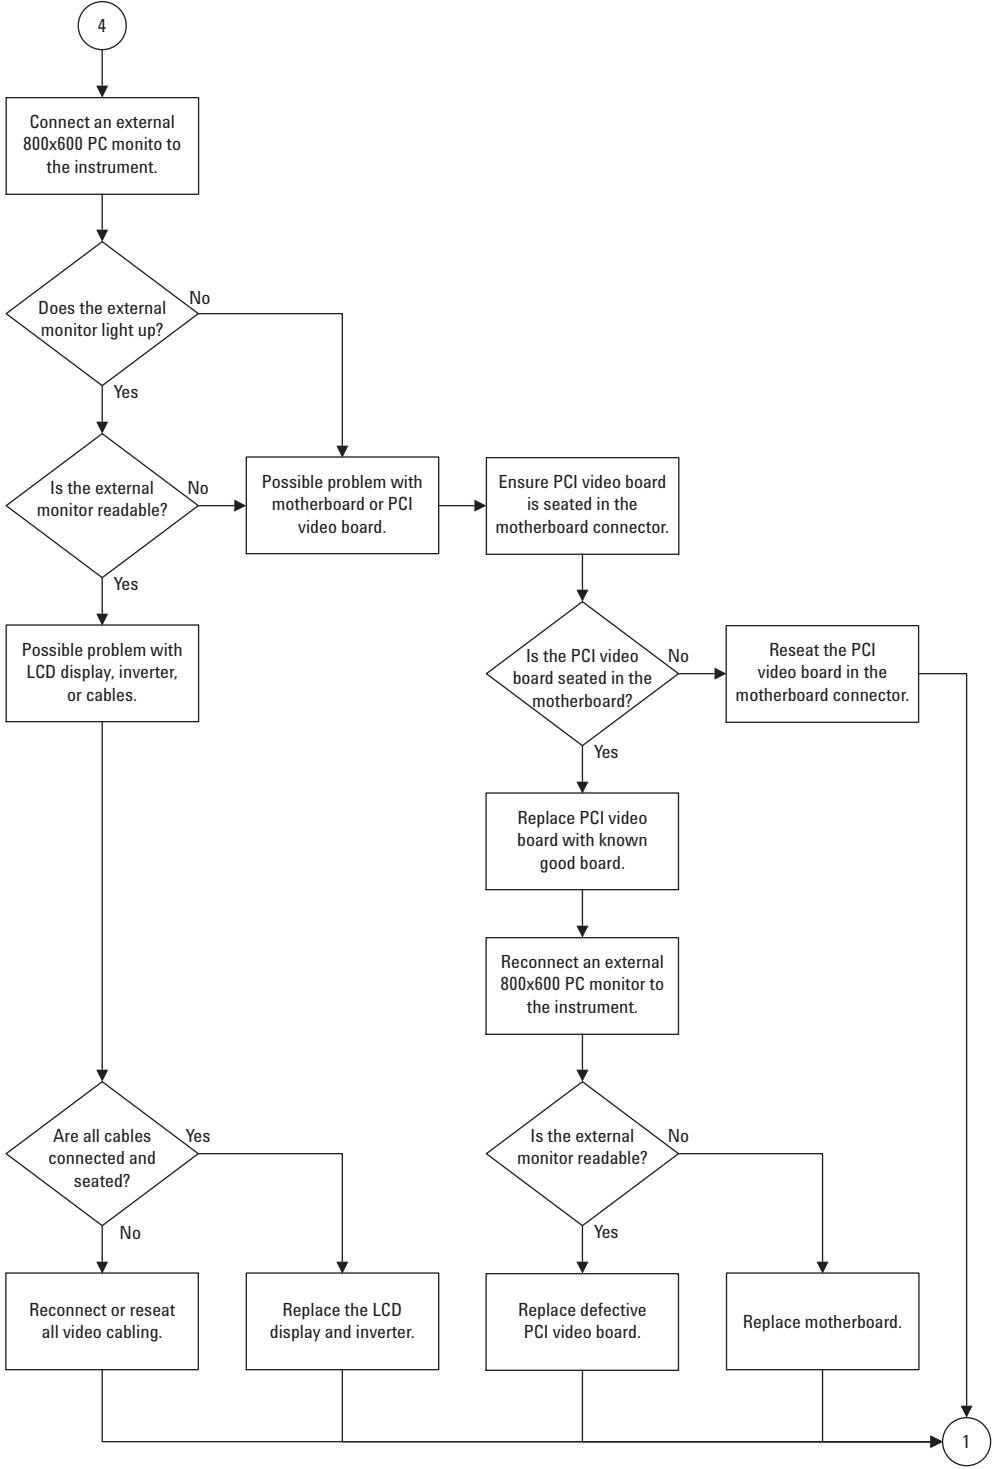 4
Connect an external
800x600 PC monito to
the instrument.
Does the external
monitor light up?
No
Yes
Is the external
monitor readable?
No
Yes
Possible problem with
motherboard or PCI
video board.
Ensure PCI video board
is seated in the
motherboard connector.
Possible problem with
LCD display, inverter,
or cables.
Is the PCI video
board seated in the
motherboard?
No
Yes
Reseat the PCI
video board in the
motherboard connector.
Replace PCI video
board with known
good board.
Reconnect an external
800x600 PC monitor to
the instrument.
Are all cables
connected and
seated?
Yes
No
Is the external
monitor readable?
No
Yes
Reconnect or reseat
all video cabling.
Replace the LCD
display and inverter.
Replace defective
PCI video board.
Replace motherboard.
1